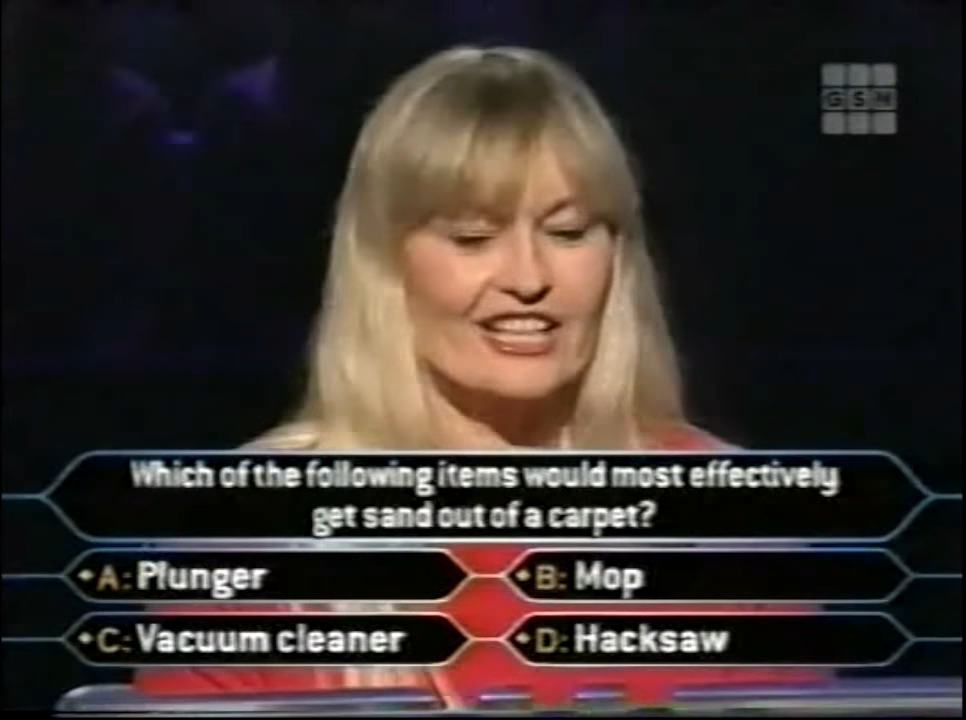 GSN
Which of the following items would most effectively
get sand out of a carpet?
A: Plunger
B: Mop
C: Vacuum cleaner
D: Hacksaw